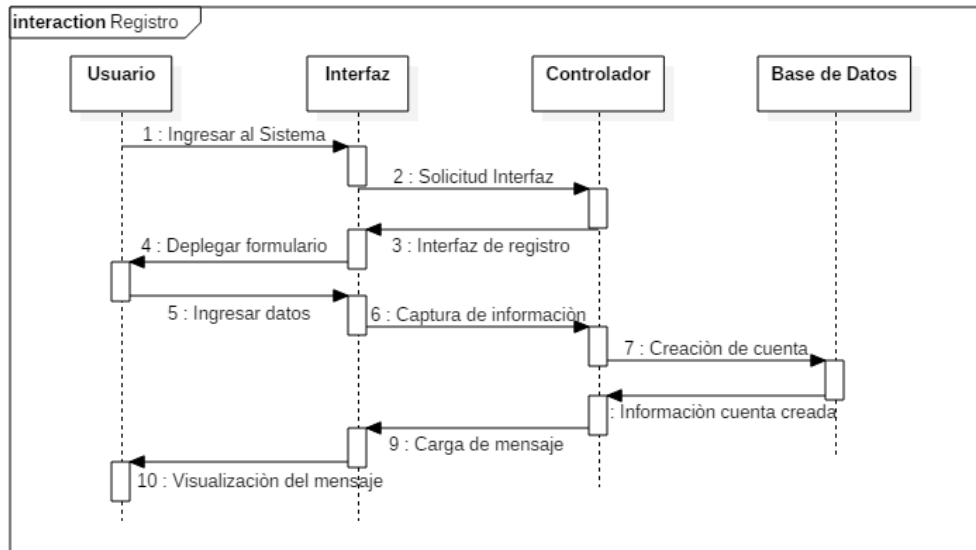 interaction Registro
Usuario
Interfaz
Controlador
Base de Datos
1 : Ingresar al Sistema
2 : Solicitud Interfaz
3 : Interfaz de registro
4 : Deplegar formulario
5 : Ingresar datos
6 : Captura de informaciòn
7 : Creaciòn de cuenta
: Informaciòn cuenta creada
9 : Carga de mensaje
10 : Visualizaciòn del mensaje